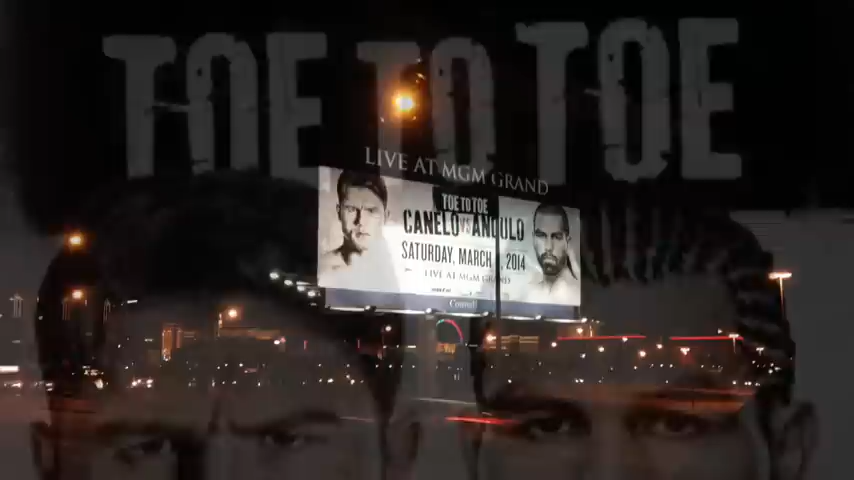 TOE TO TOE
LIVE AT MGM GRAND
TOE TO TOE
CANELO VS ANGULO
SATURDAY, MARCH , 2014
LIVE AT MGM GRAND